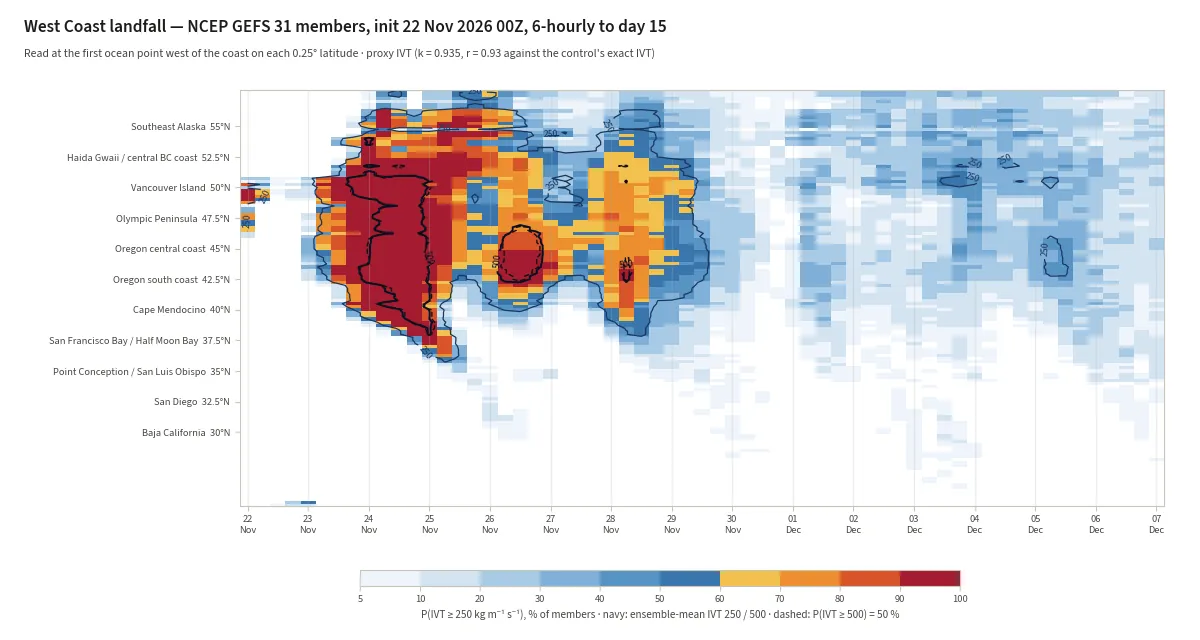 West Coast landfall — NCEP GEFS 31 members, init 22 Nov 2026 00Z, 6-hourly to day 15
Read at the first ocean point west of the coast on each 0.25° latitude · proxy IVT (k = 0.935, r = 0.93 against the control's exact IVT)
Southeast Alaska 55°N
Haida Gwaii / central BC coast 52.5°N
Vancouver Island 50°N
Olympic Peninsula 47.5°N
Oregon central coast 45°N
Oregon south coast 42.5°N
Cape Mendocino 40°N
San Francisco Bay / Half Moon Bay 37.5°N
Point Conception / San Luis Obispo 35°N
San Diego 32.5°N
Baja California 30°N
250
250
250
250
250
250
250
250
250
500
250
22 23 24 25 26 27 28 29 30 01 02 03 04 05 06 07
Nov Nov Nov Nov Nov Nov Nov Nov Nov Dec Dec Dec Dec Dec Dec Dec
5 10 20 30 40 50 60 70 80 90 100
P(IVT ≥ 250 kg m⁻¹ s⁻¹), % of members · navy: ensemble-mean IVT 250 / 500 · dashed: P(IVT ≥ 500) = 50 %